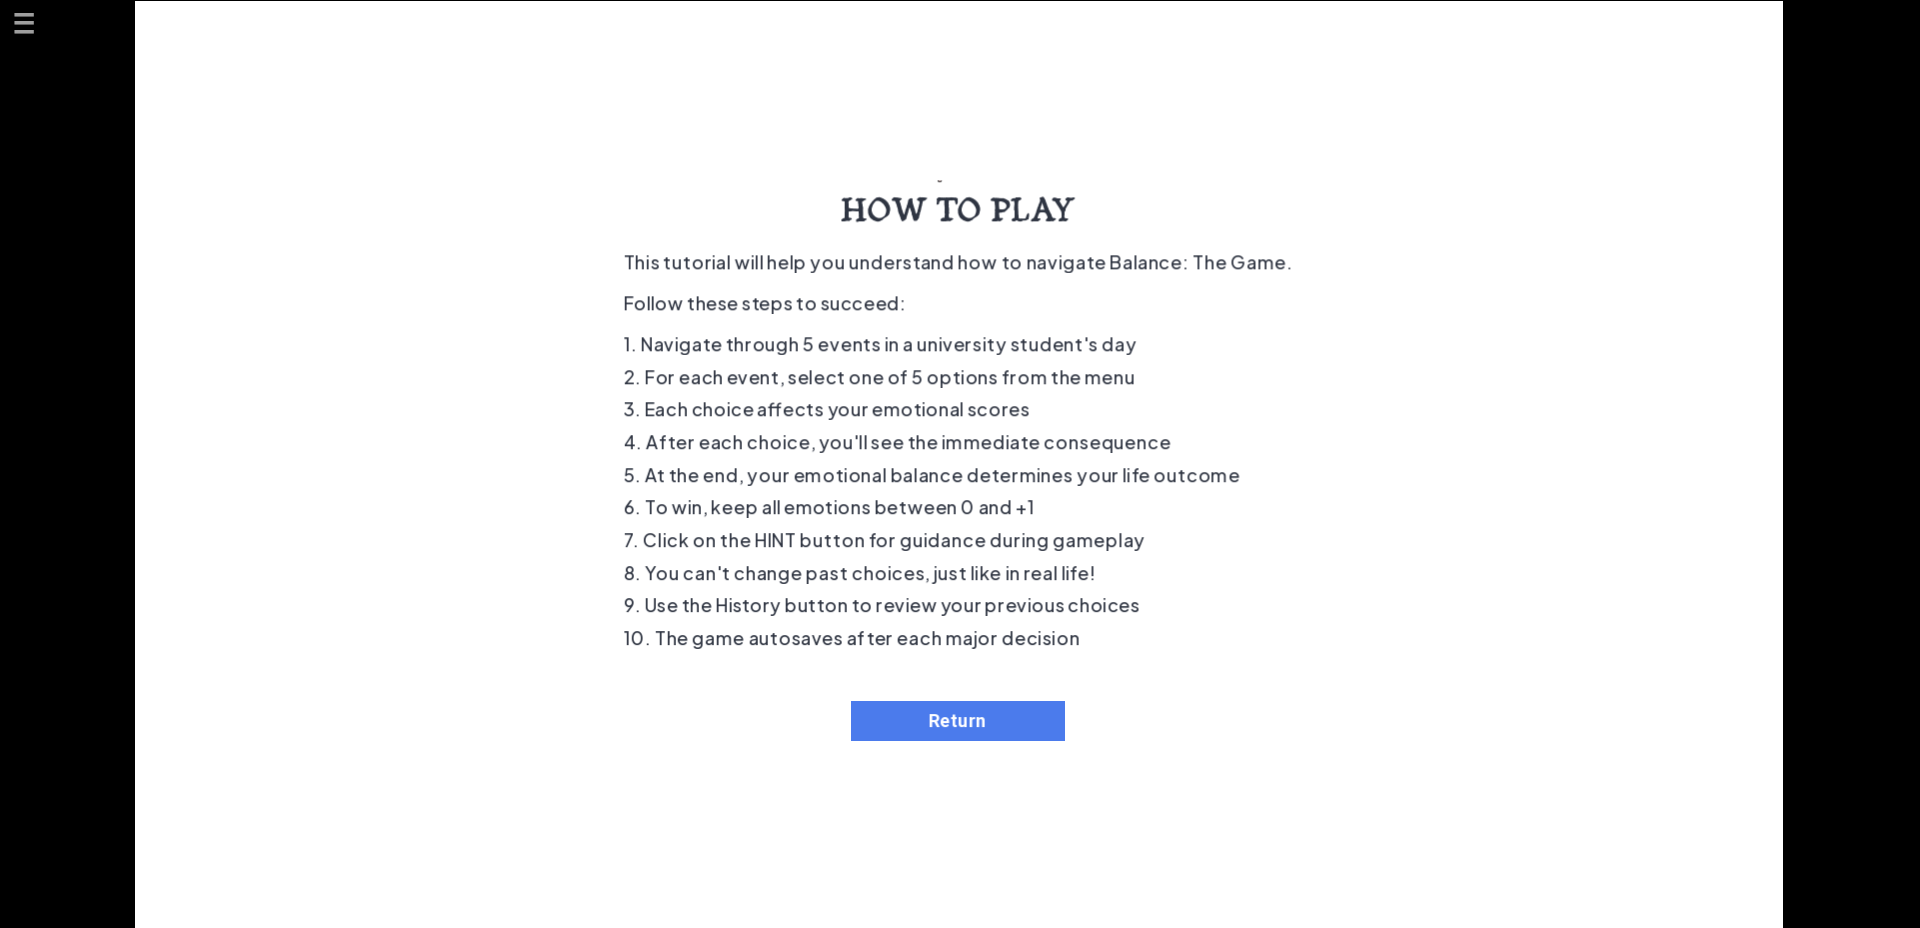 HOW TO PLAY
This tutorial will help you understand how to navigate Balance: The Game.
Follow these steps to succeed:
1. Navigate through 5 events in a university student's day
2. For each event, select one of 5 options from the menu
3. Each choice affects your emotional scores
4. After each choice, you'll see the immediate consequence
5. At the end, your emotional balance determines your life outcome
6. To win, keep all emotions between 0 and +1
7. Click on the HINT button for guidance during gameplay
8. You can't change past choices, just like in real life!
9. Use the History button to review your previous choices
10. The game autosaves after each major decision
Return